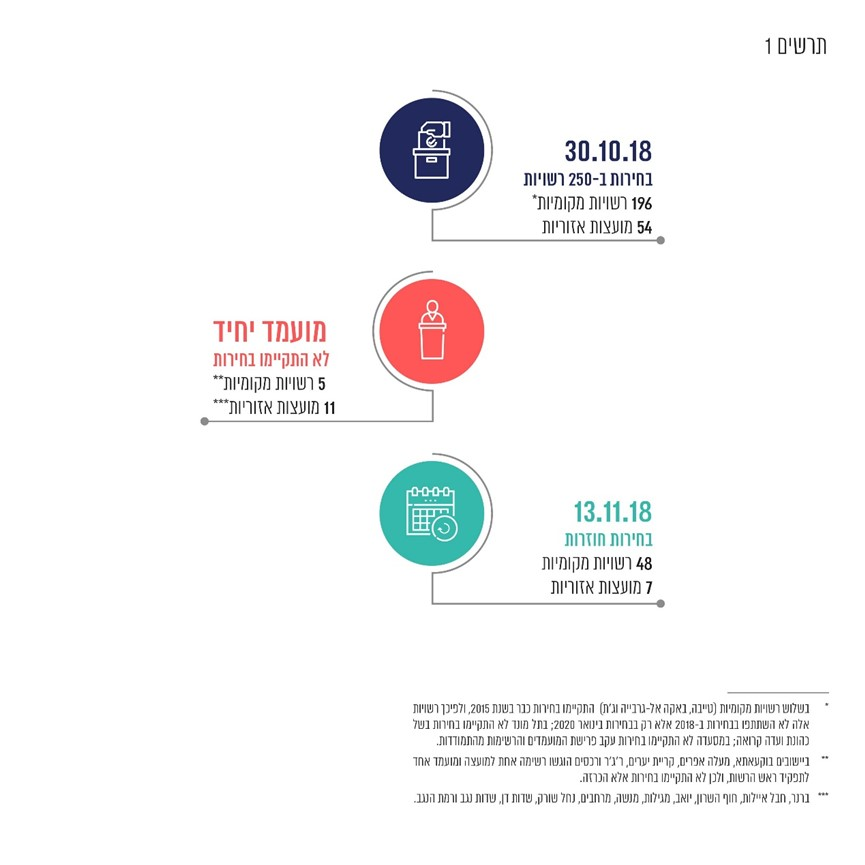 תרשים 1
30.10.18
בחירות ב-250 רשויות
196 רשויות מקומיות*
54 מועצות אזוריות
מועמד יחיד
לא התקיימו בחירות
5 רשויות מקומיות**
11 מועצות אזוריות***
13.11.18
בחירות חוזרות
48 רשויות מקומיות
7 מועצות אזוריות
* בשלוש רשויות מקומיות (טייבה, באקה אל-גרבייה וג'ת) התקיימו בחירות כבר בשנת 2015, ולפיכך רשויות
אלה לא השתתפו בבחירות ב-2018 אלא רק בבחירות בינואר 2020; בתל מונד לא התקיימו בחירות בשל
כהונת ועדה קרואה; במסעדה לא התקיימו בחירות עקב פרישת המועמדים והרשימות מהתמודדות.
** ביישובים בוקעאתא, מעלה אפרים, קריית יערים, ר'ג'ר ורכסים הוגשו רשימה אחת למועצה ומועמד אחד
לתפקיד ראש הרשות, ולכן לא התקיימו בחירות אלא הכרזה.
*** ברנר, חבל איילות, חוף השרון, יואב, מגילות, מנשה, מרחבים, נחל שורק, שדות דן, שדות נגב ורמת הנגב.